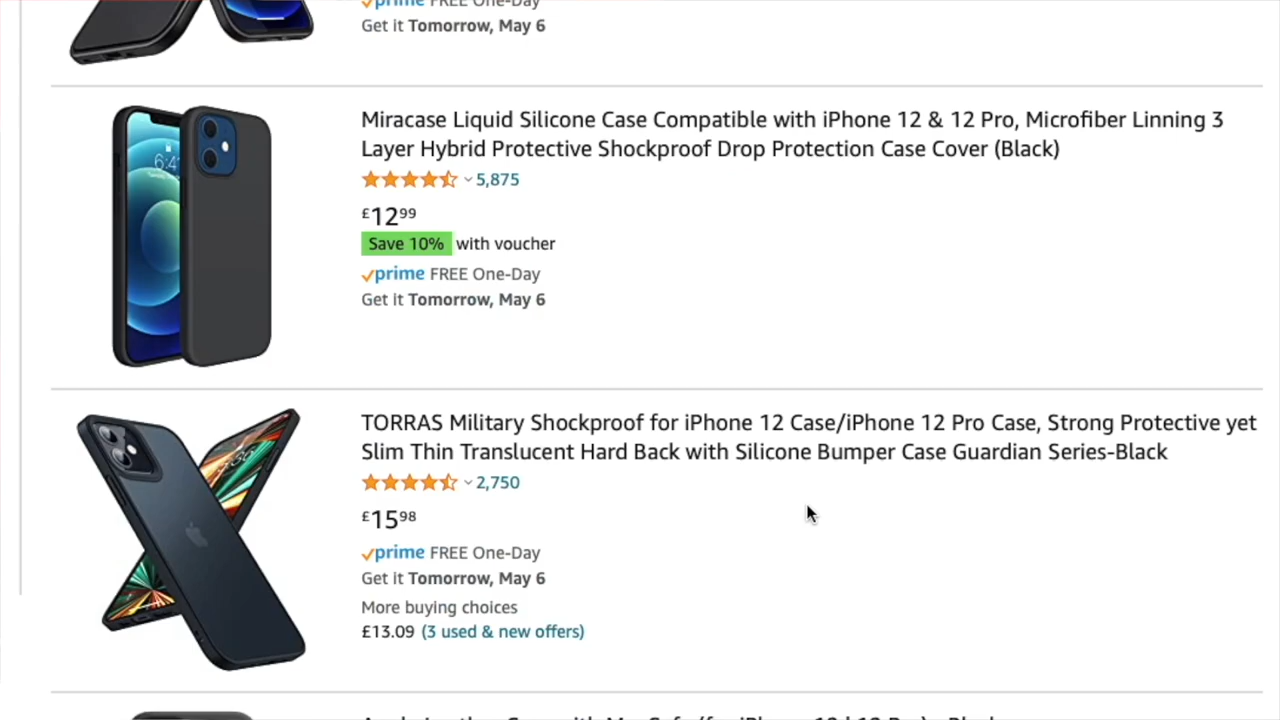 prime FREE One-Day
Get it Tomorrow, May 6
Miracase Liquid Silicone Case Compatible with iPhone 12 & 12 Pro, Microfiber Linning 3
Layer Hybrid Protective Shockproof Drop Protection Case Cover (Black)
5,875
£12⁹⁹
Save 10% with voucher
prime FREE One-Day
Get it Tomorrow, May 6
TORRAS Military Shockproof for iPhone 12 Case/iPhone 12 Pro Case, Strong Protective yet
Slim Thin Translucent Hard Back with Silicone Bumper Case Guardian Series-Black
2,750
£15⁹⁸
prime FREE One-Day
Get it Tomorrow, May 6
More buying choices
£13.09 (3 used & new offers)